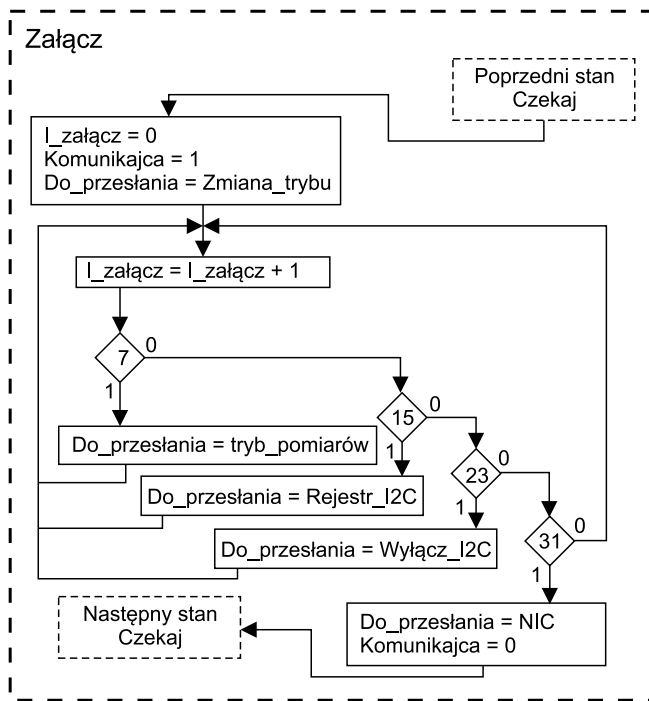 Załącz
Poprzedni stan
Czekaj
I_załącz = 0
Komunikajca = 1
Do_przesłania = Zmiana_trybu
I_załącz = I_załącz + 1
7
0
1
Do_przesłania = tryb_pomiarów
15
0
1
Do_przesłania = Rejestr_I2C
23
0
1
Do_przesłania = Wyłącz_I2C
31
0
1
Do_przesłania = NIC
Komunikajca = 0
Następny stan
Czekaj